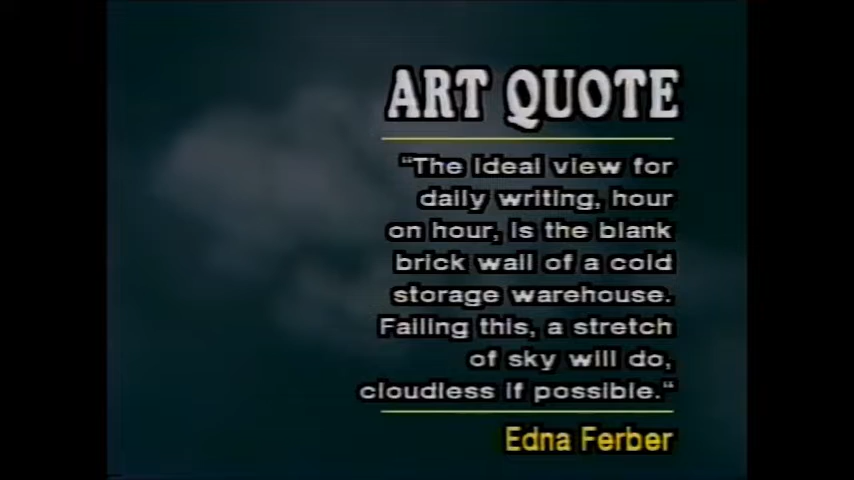 ART QUOTE
“The ideal view for
daily writing, hour
on hour, is the blank
brick wall of a cold
storage warehouse.
Failing this, a stretch
of sky will do,
cloudless if possible.“
Edna Ferber